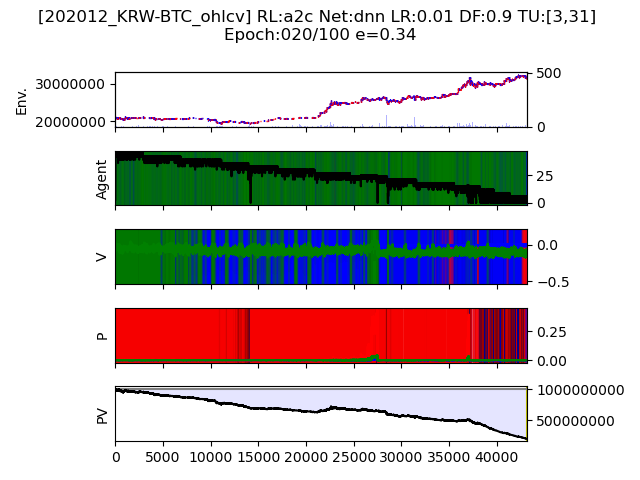 [202012_KRW-BTC_ohlcv] RL:a2c Net:dnn LR:0.01 DF:0.9 TU:[3,31]
Epoch:020/100 e=0.34
Env.
30000000
20000000
500
0
Agent
25
0
V
0.0
−0.5
P
0.25
0.00
PV
1000000000
500000000
0 5000 10000 15000 20000 25000 30000 35000 40000